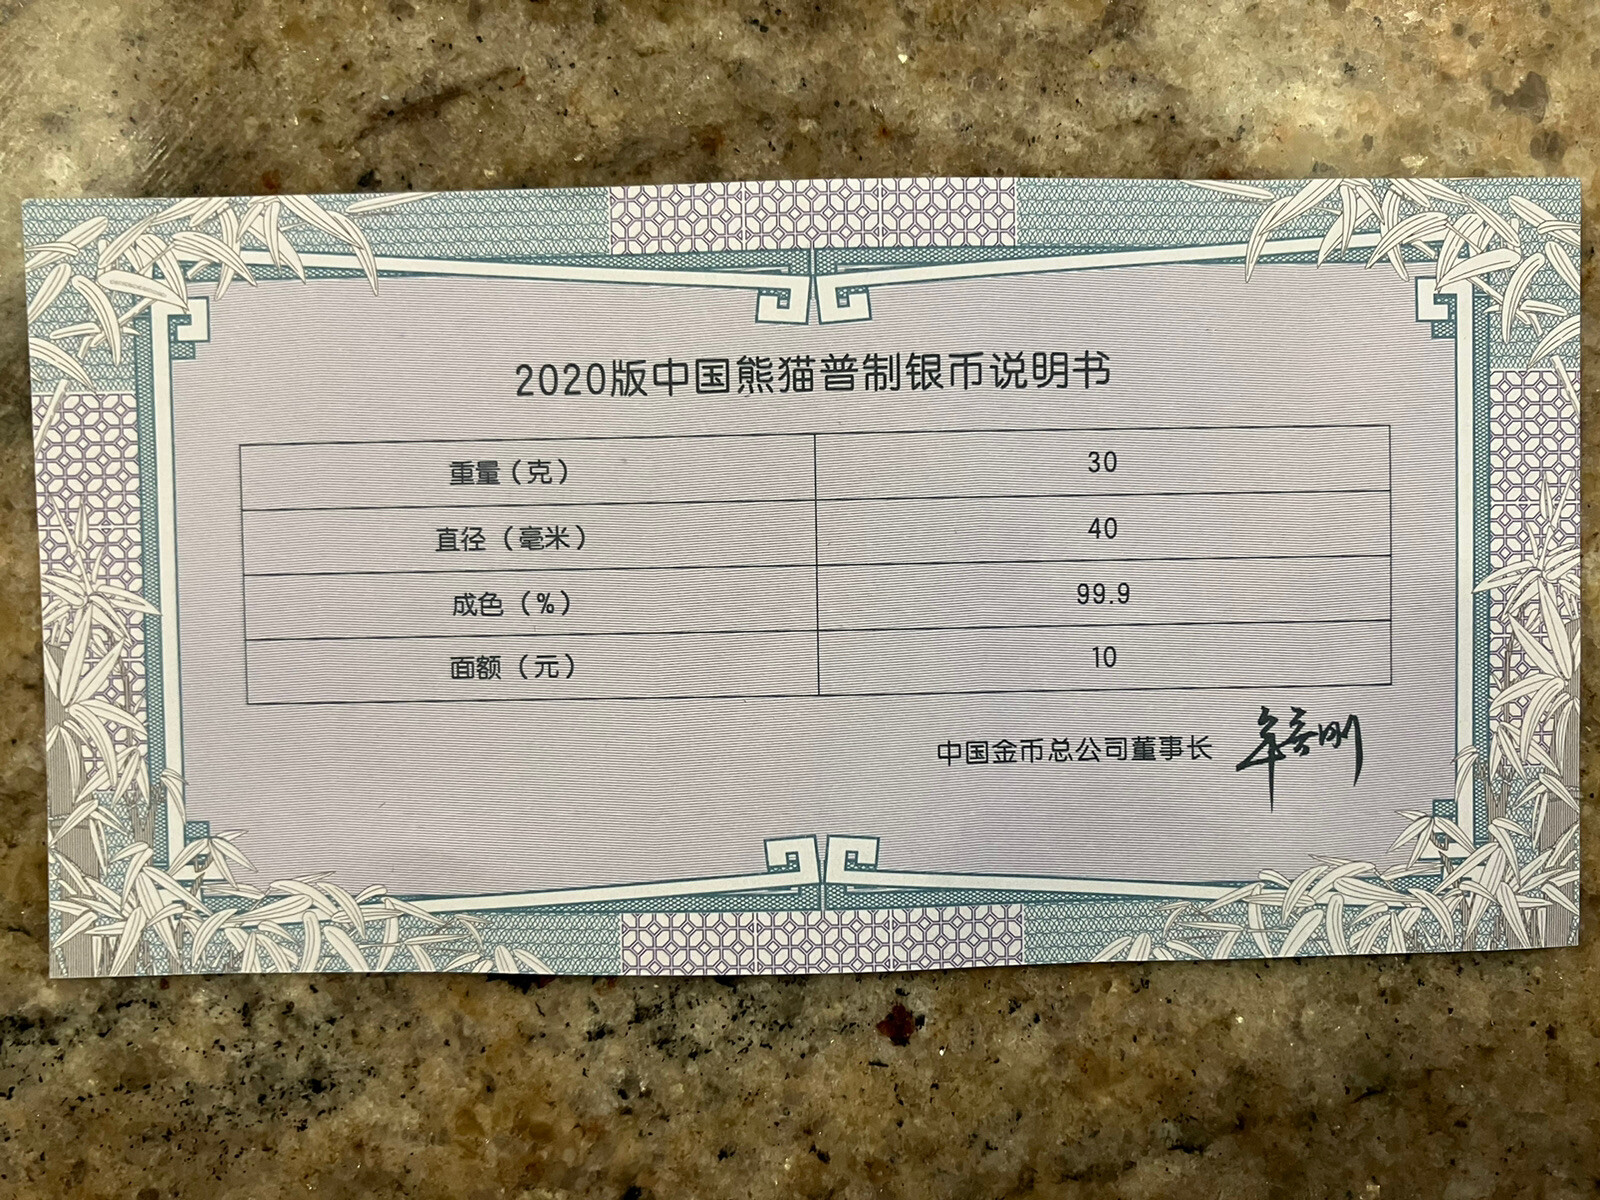 2020版中国熊猫普制银币说明书
重量（克） 30
直径（毫米） 40
成色（%） 99.9
面额（元） 10
中国金币总公司董事长